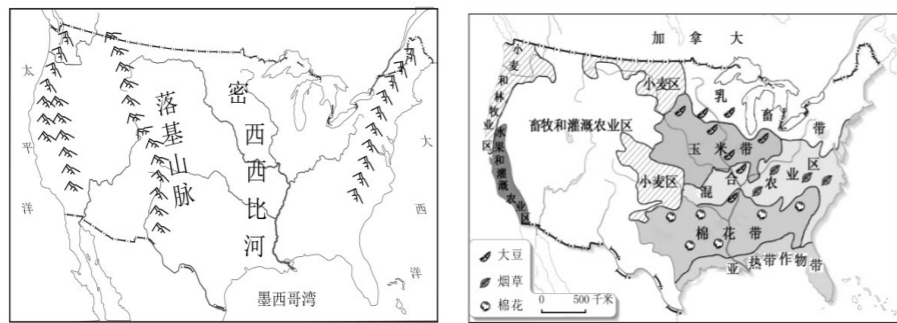 太平洋
落基山脉
密西西比河
大西洋
墨西哥湾
加拿大
小麦和林牧业区
小麦区
乳畜带
畜牧和灌溉农业区
玉米带
水果和灌溉农业区
小麦区
混合农业区
棉花带
亚热带作物带
大豆
烟草
棉花
0 500千米